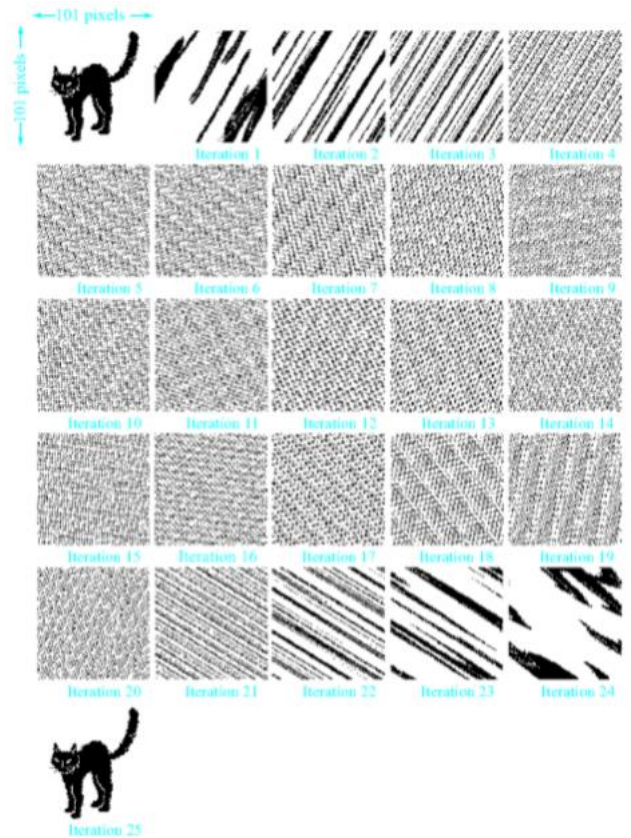 101 pixels
101 pixels
Iteration 1
Iteration 2
Iteration 3
Iteration 4
Iteration 5
Iteration 6
Iteration 7
Iteration 8
Iteration 9
Iteration 10
Iteration 11
Iteration 12
Iteration 13
Iteration 14
Iteration 15
Iteration 16
Iteration 17
Iteration 18
Iteration 19
Iteration 20
Iteration 21
Iteration 22
Iteration 23
Iteration 24
Iteration 25